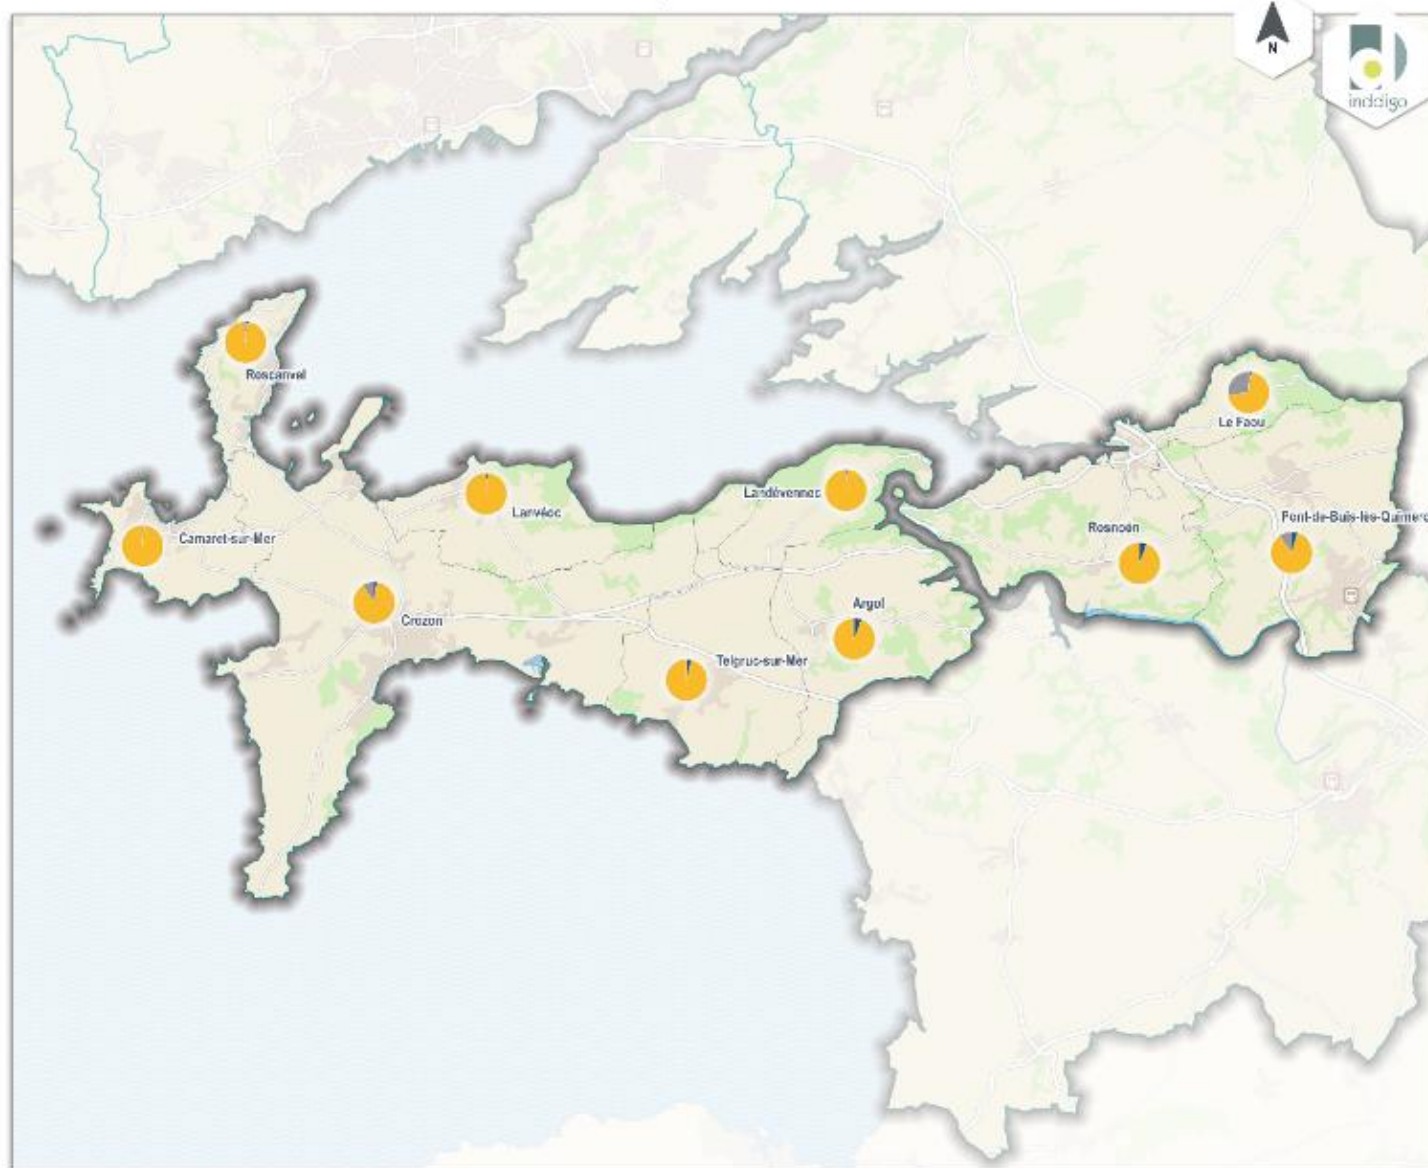 N
inddigo
Roscanvel
Le Faou
Landévennec
Lanvéoc
Pont-de-Buis-lès-Quimerc
Rosnoën
Camaret-sur-Mer
Argol
Crozon
Telgruc-sur-Mer